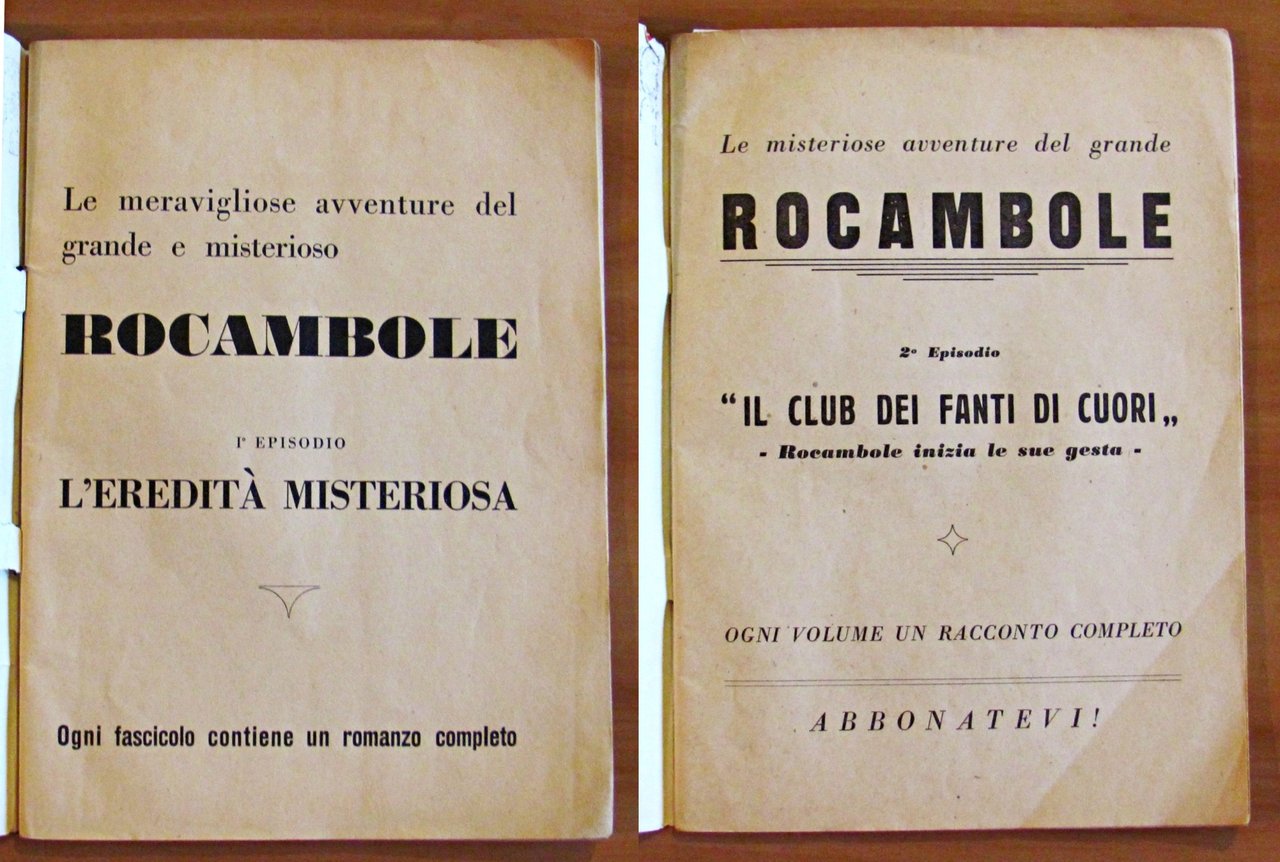 Le meravigliose avventure del
grande e misterioso
ROCAMBOLE
Iº EPISODIO
L'EREDITÀ MISTERIOSA
Ogni fascicolo contiene un romanzo completo
Le misteriose avventure del grande
ROCAMBOLE
2º Episodio
“IL CLUB DEI FANTI DI CUORI„
- Rocambole inizia le sue gesta -
OGNI VOLUME UN RACCONTO COMPLETO
ABBONATEVI!